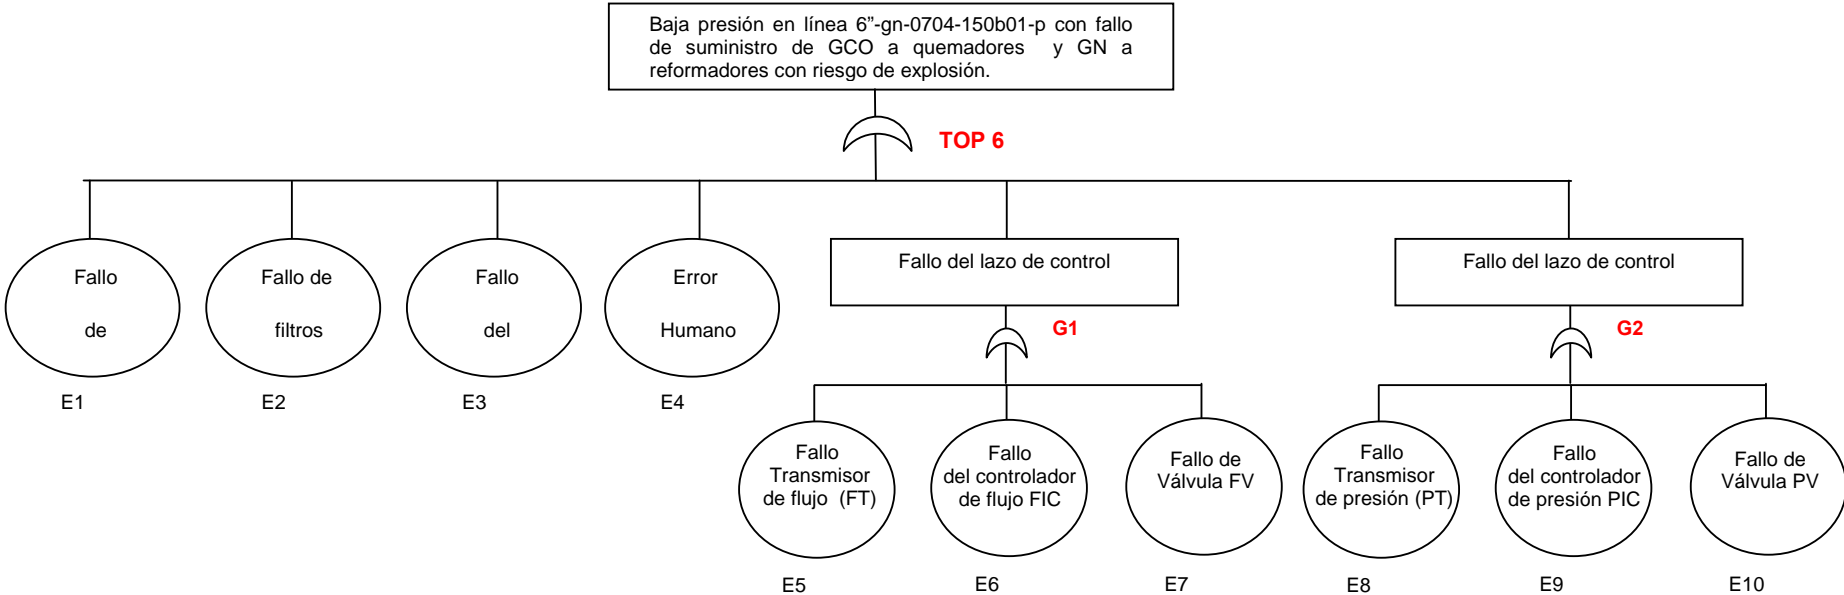 Baja presión en línea 6”-gn-0704-150b01-p con fallo
de suministro de GCO a quemadores y GN a
reformadores con riesgo de explosión.
TOP 6
Fallo
de
Fallo de
filtros
Fallo
del
Error
Humano
Fallo del lazo de control
Fallo del lazo de control
G1
G2
E1
E2
E3
E4
Fallo
Transmisor
de flujo (FT)
Fallo
del controlador
de flujo FIC
Fallo de
Válvula FV
Fallo
Transmisor
de presión (PT)
Fallo
del controlador
de presión PIC
Fallo de
Válvula PV
E5
E6
E7
E8
E9
E10